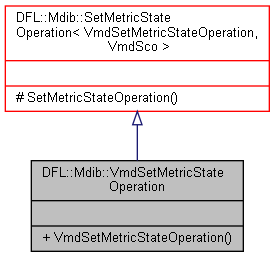 DFL::Mdib::SetMetricState
Operation< VmdSetMetricStateOperation,
VmdSco >
# SetMetricStateOperation()
DFL::Mdib::VmdSetMetricState
Operation
+ VmdSetMetricStateOperation()